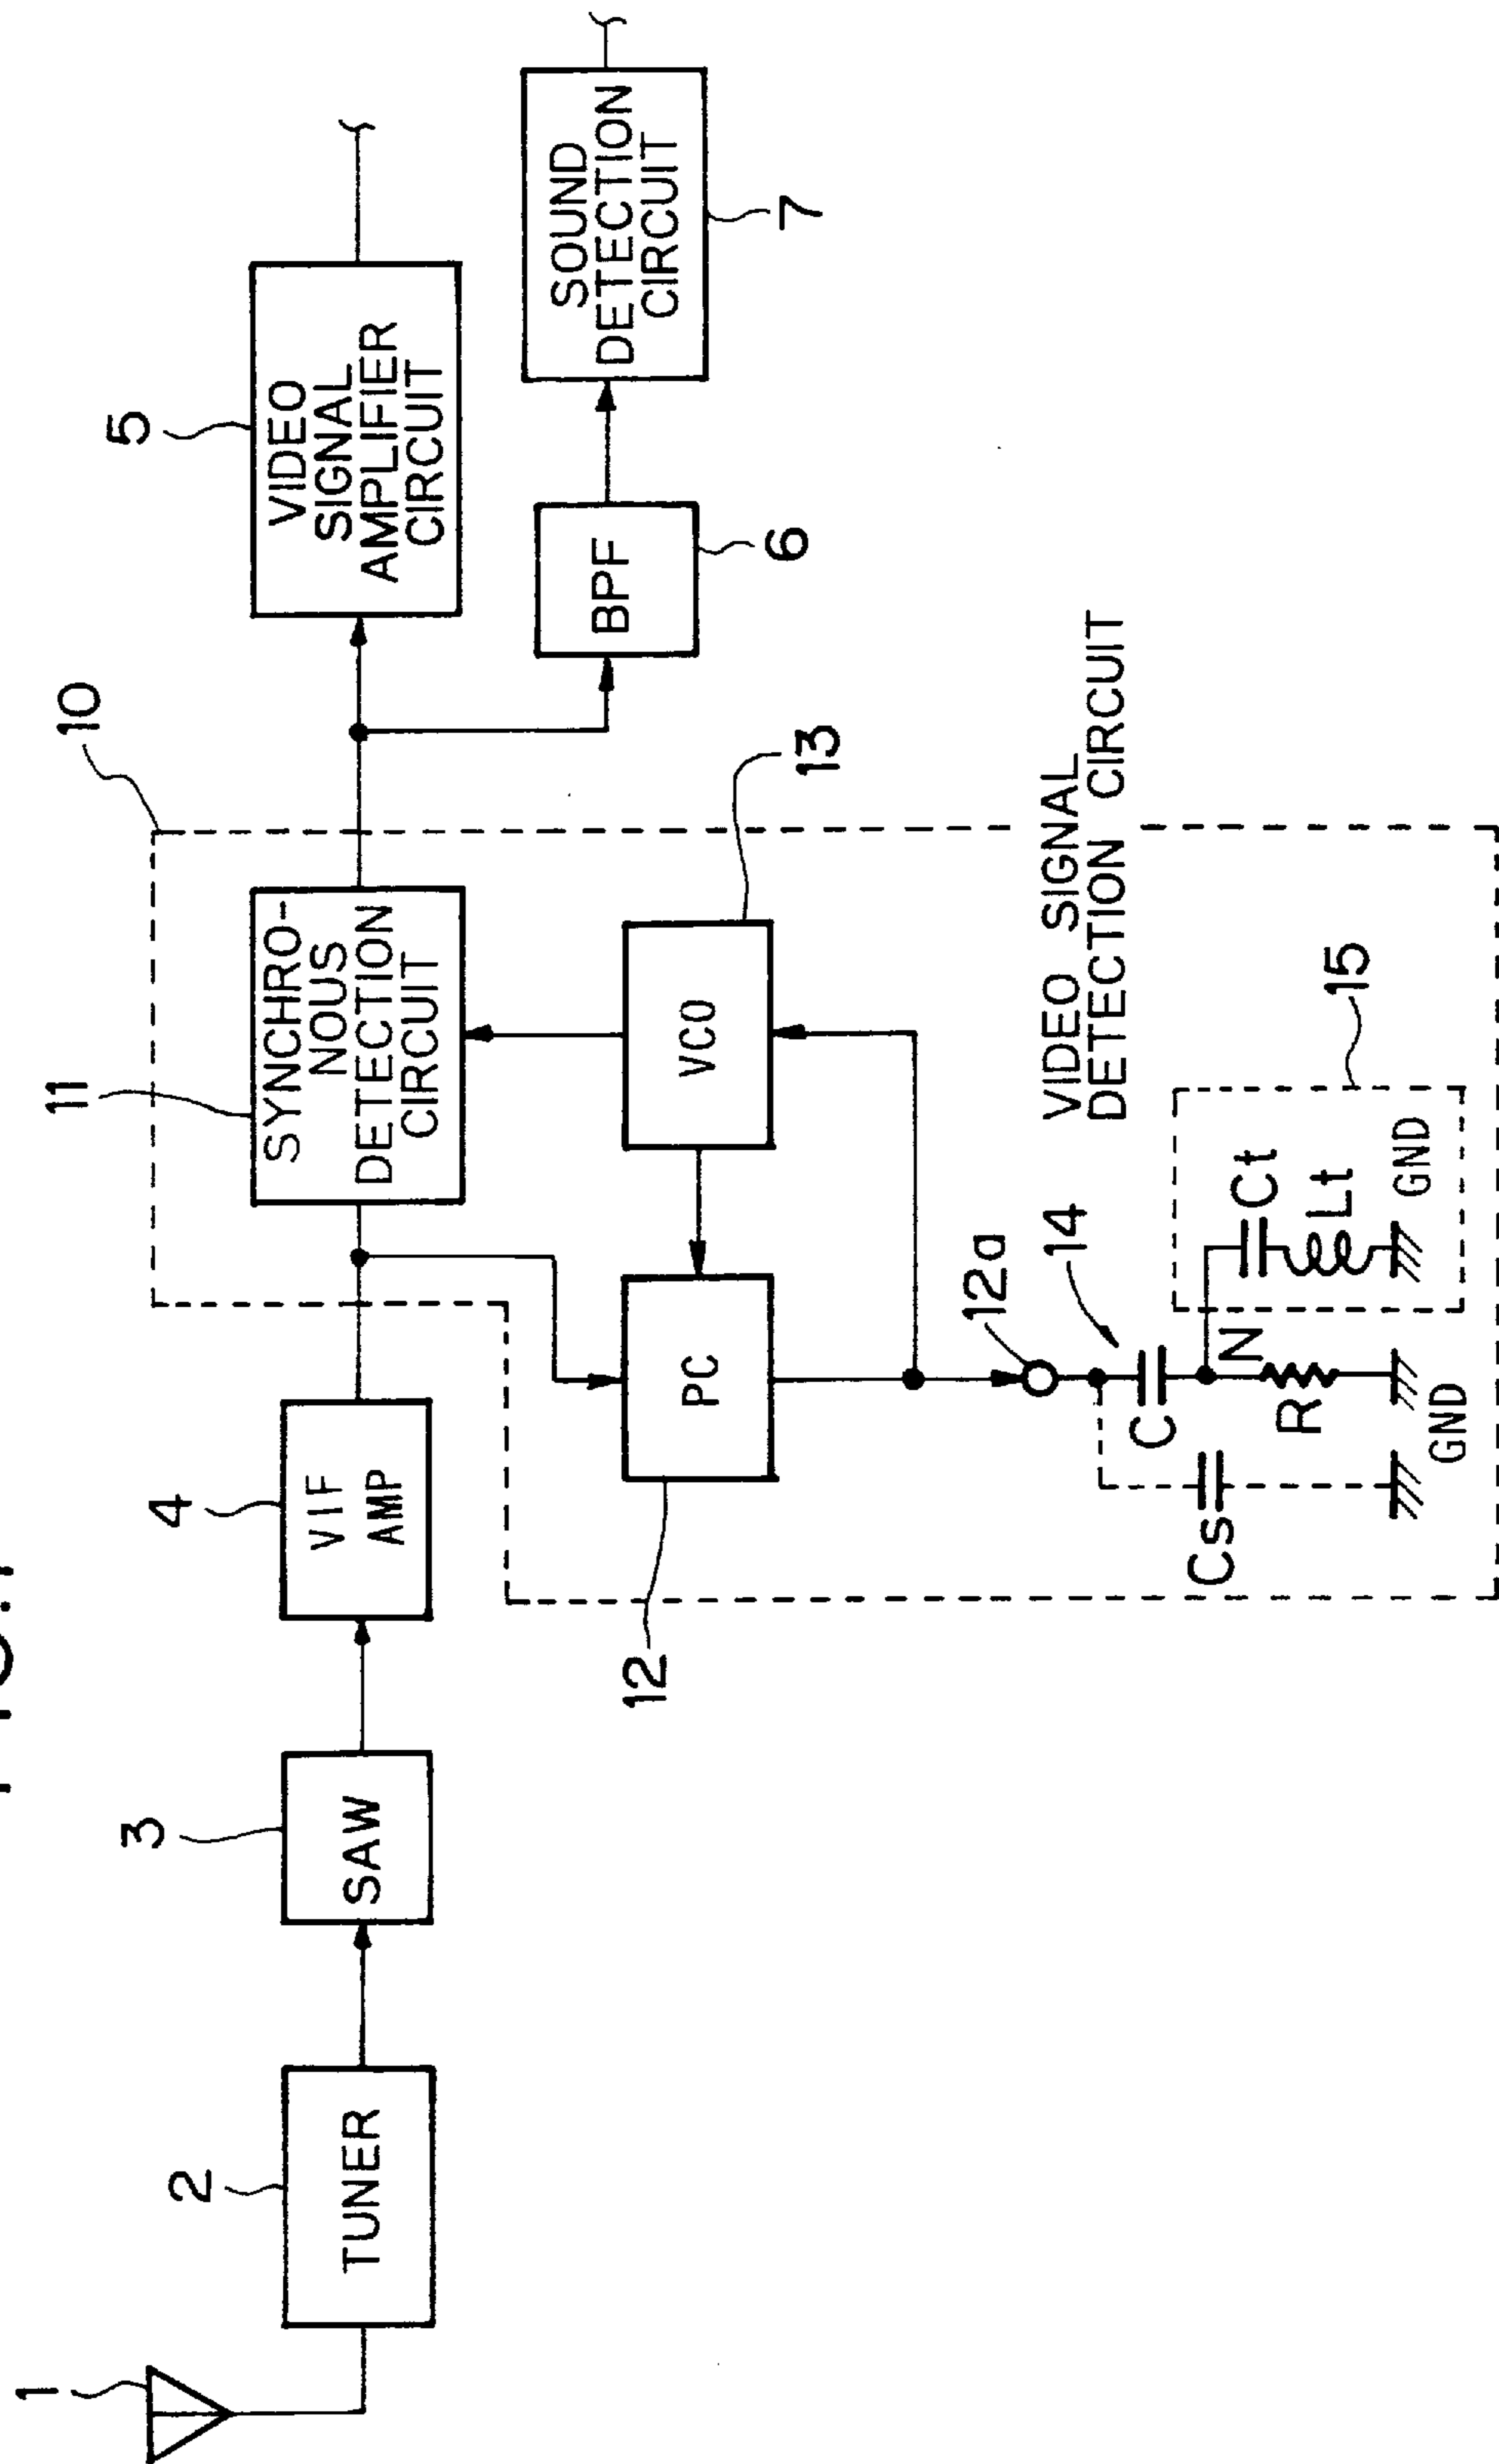 1
2
TUNER
3
SAW
4
VIF
AMP
10
11
SYNCHRO-
NOUS
DETECTION
CIRCUIT
5
VIDEO
SIGNAL
AMPLIFIER
CIRCUIT
6
BPF
7
SOUND
DETECTION
CIRCUIT
12
PC
13
VCO
VIDEO SIGNAL
DETECTION CIRCUIT
12a
14
C
N
R
Cs
GND
15
Ct
Lt
GND